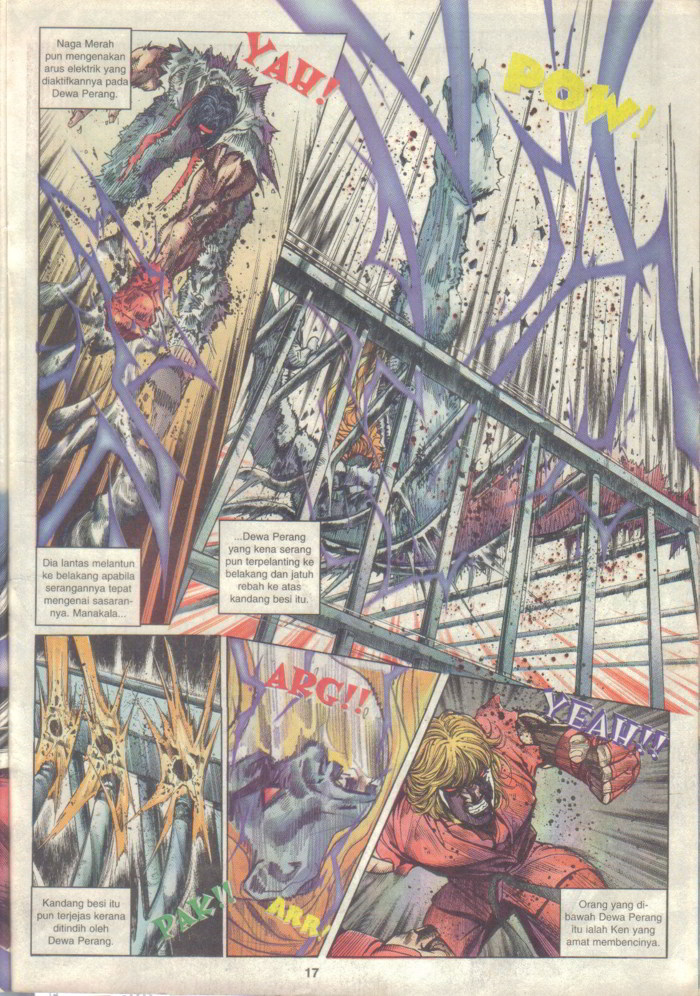 Naga Merah
pun mengenakan
arus elektrik yang
diaktifkannya pada
Dewa Perang.
YAH!
POW!
Dia lantas melantun
ke belakang apabila
serangannya tepat
mengenai sasaran-
nya. Manakala...
...Dewa Perang
yang kena serang
pun terpelanting ke
belakang dan jatuh
rebah ke atas
kandang besi itu.
Kandang besi itu
pun terjejas kerana
ditindih oleh
Dewa Perang.
PAK!!
ARG!!
ARR!
YEAH!!
Orang yang di-
bawah Dewa Perang
itu ialah Ken yang
amat membencinya.
17